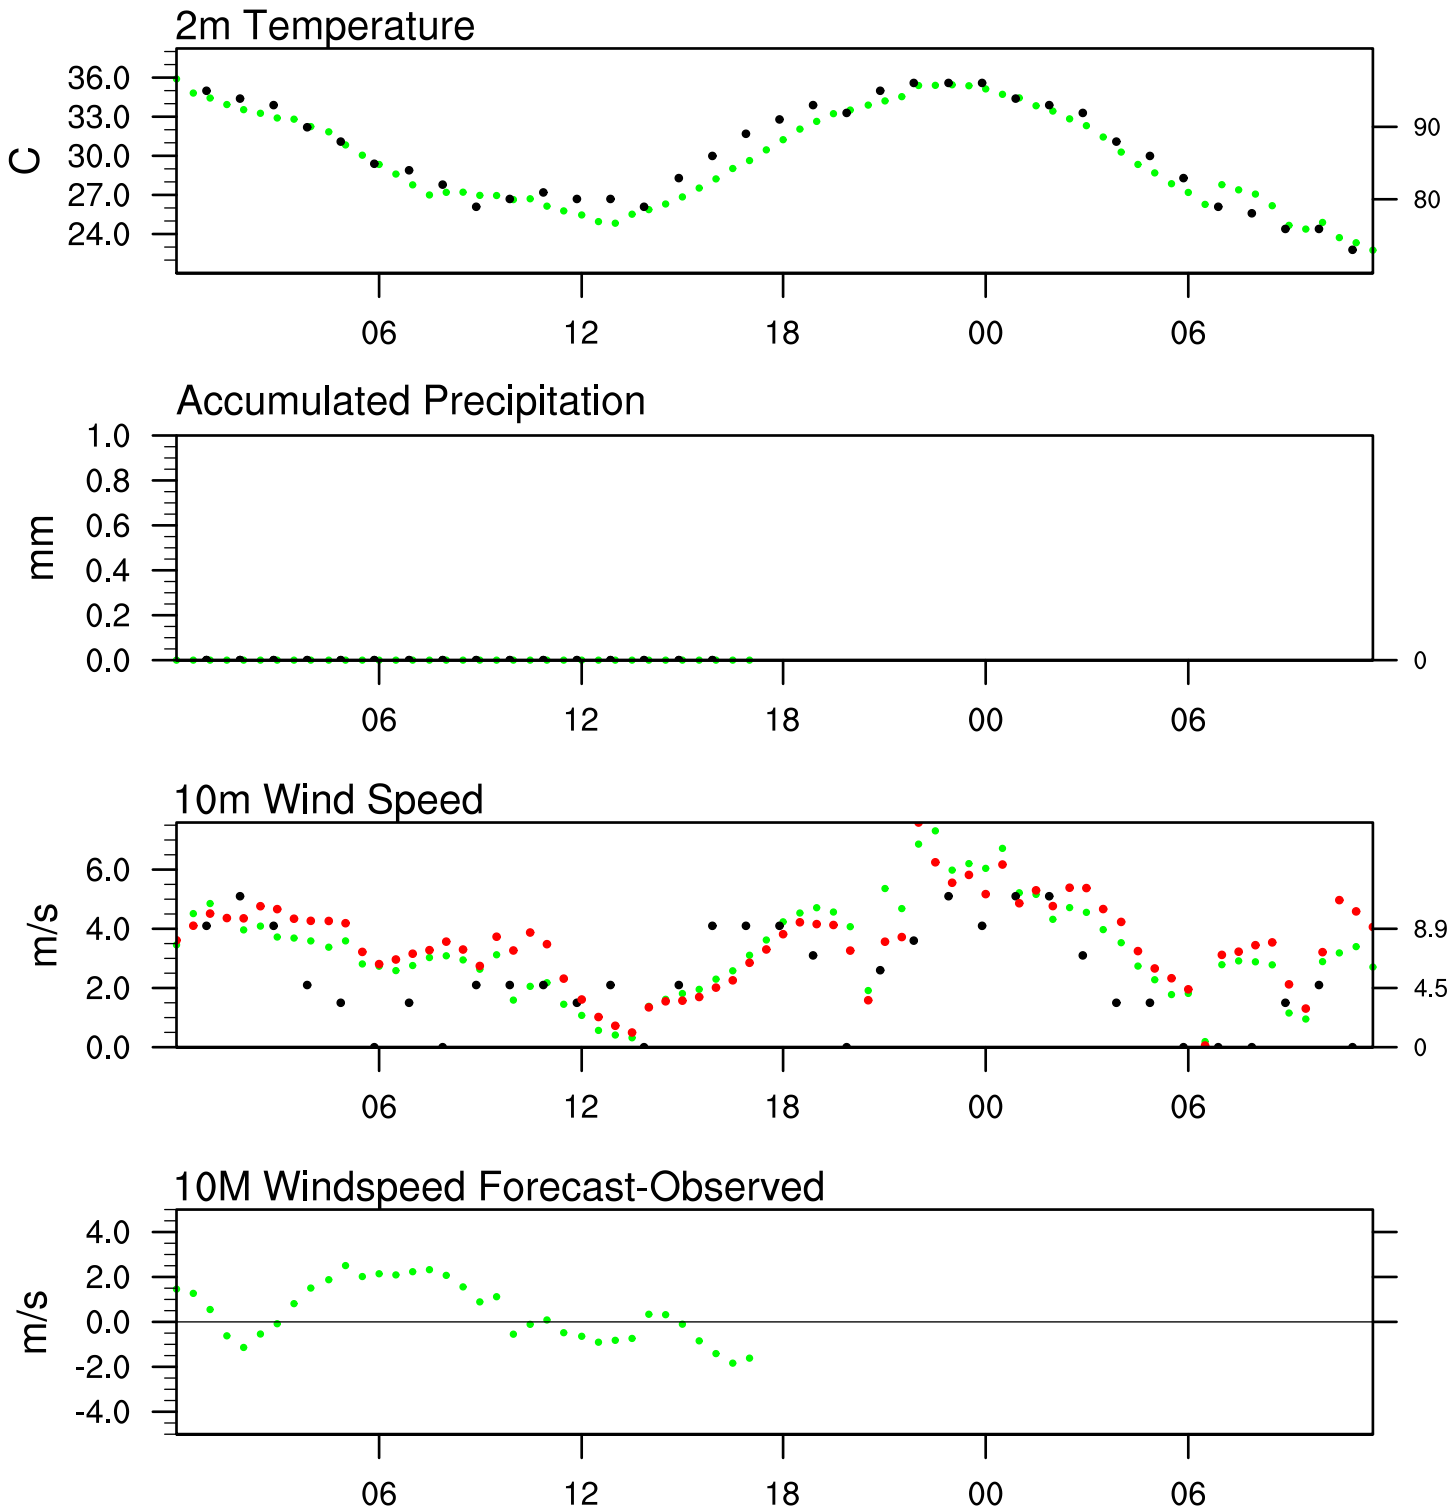 2m Temperature
36.0
33.0
30.0
27.0
24.0
C
90
80
06 12 18 00 06
Accumulated Precipitation
1.0
0.8
0.6
0.4
0.2
0.0
mm
0
06 12 18 00 06
10m Wind Speed
6.0
4.0
2.0
0.0
m/s
8.9
4.5
0
06 12 18 00 06
10M Windspeed Forecast-Observed
4.0
2.0
0.0
-2.0
-4.0
m/s
06 12 18 00 06